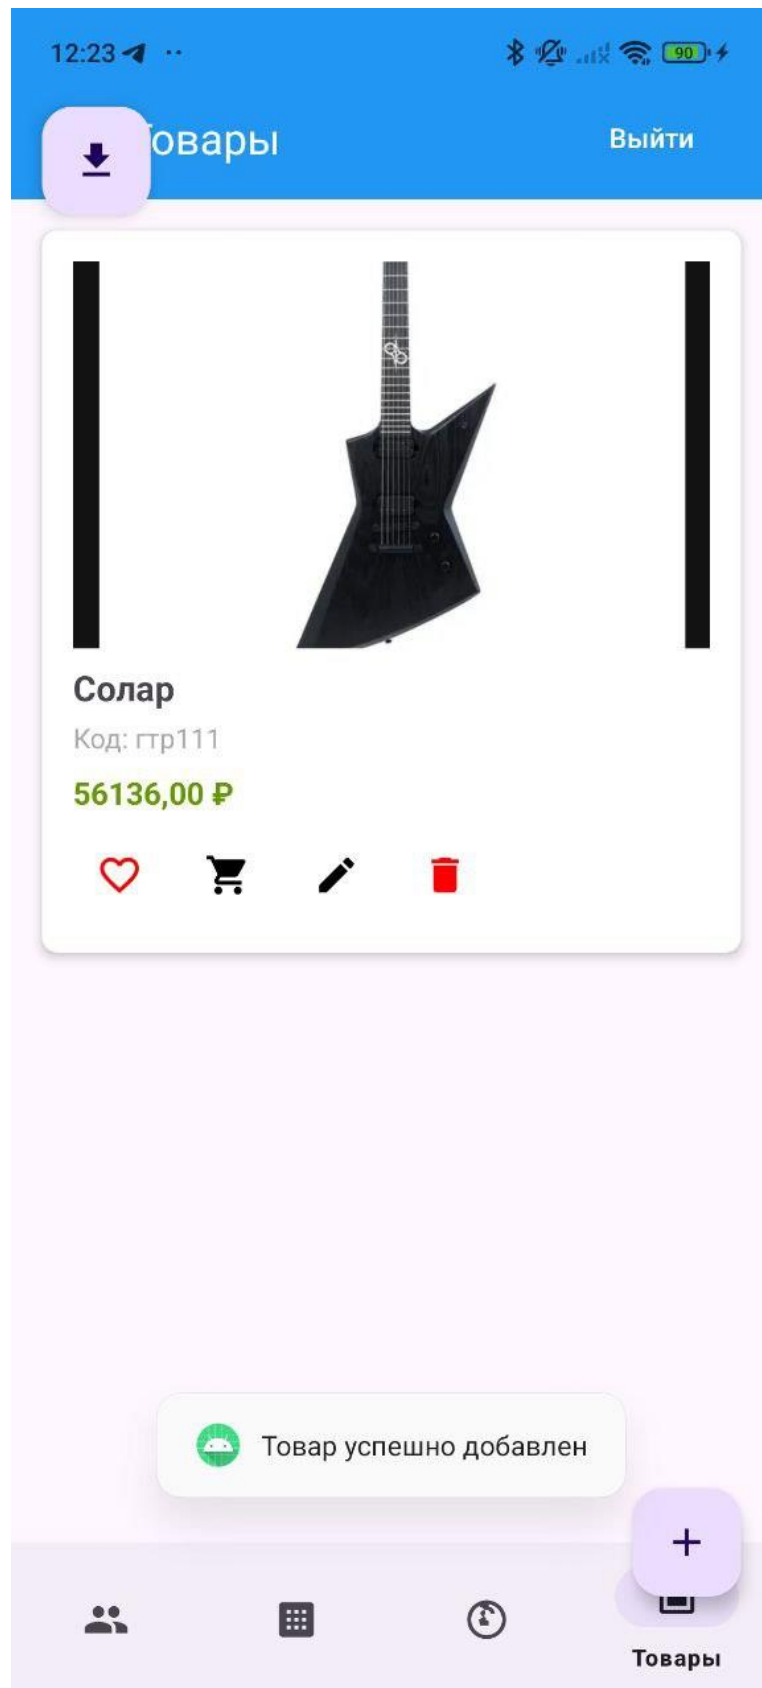 12:23
90
Товары
Выйти
Солар
Код: гтр111
56136,00 ₽
Товар успешно добавлен
Товары